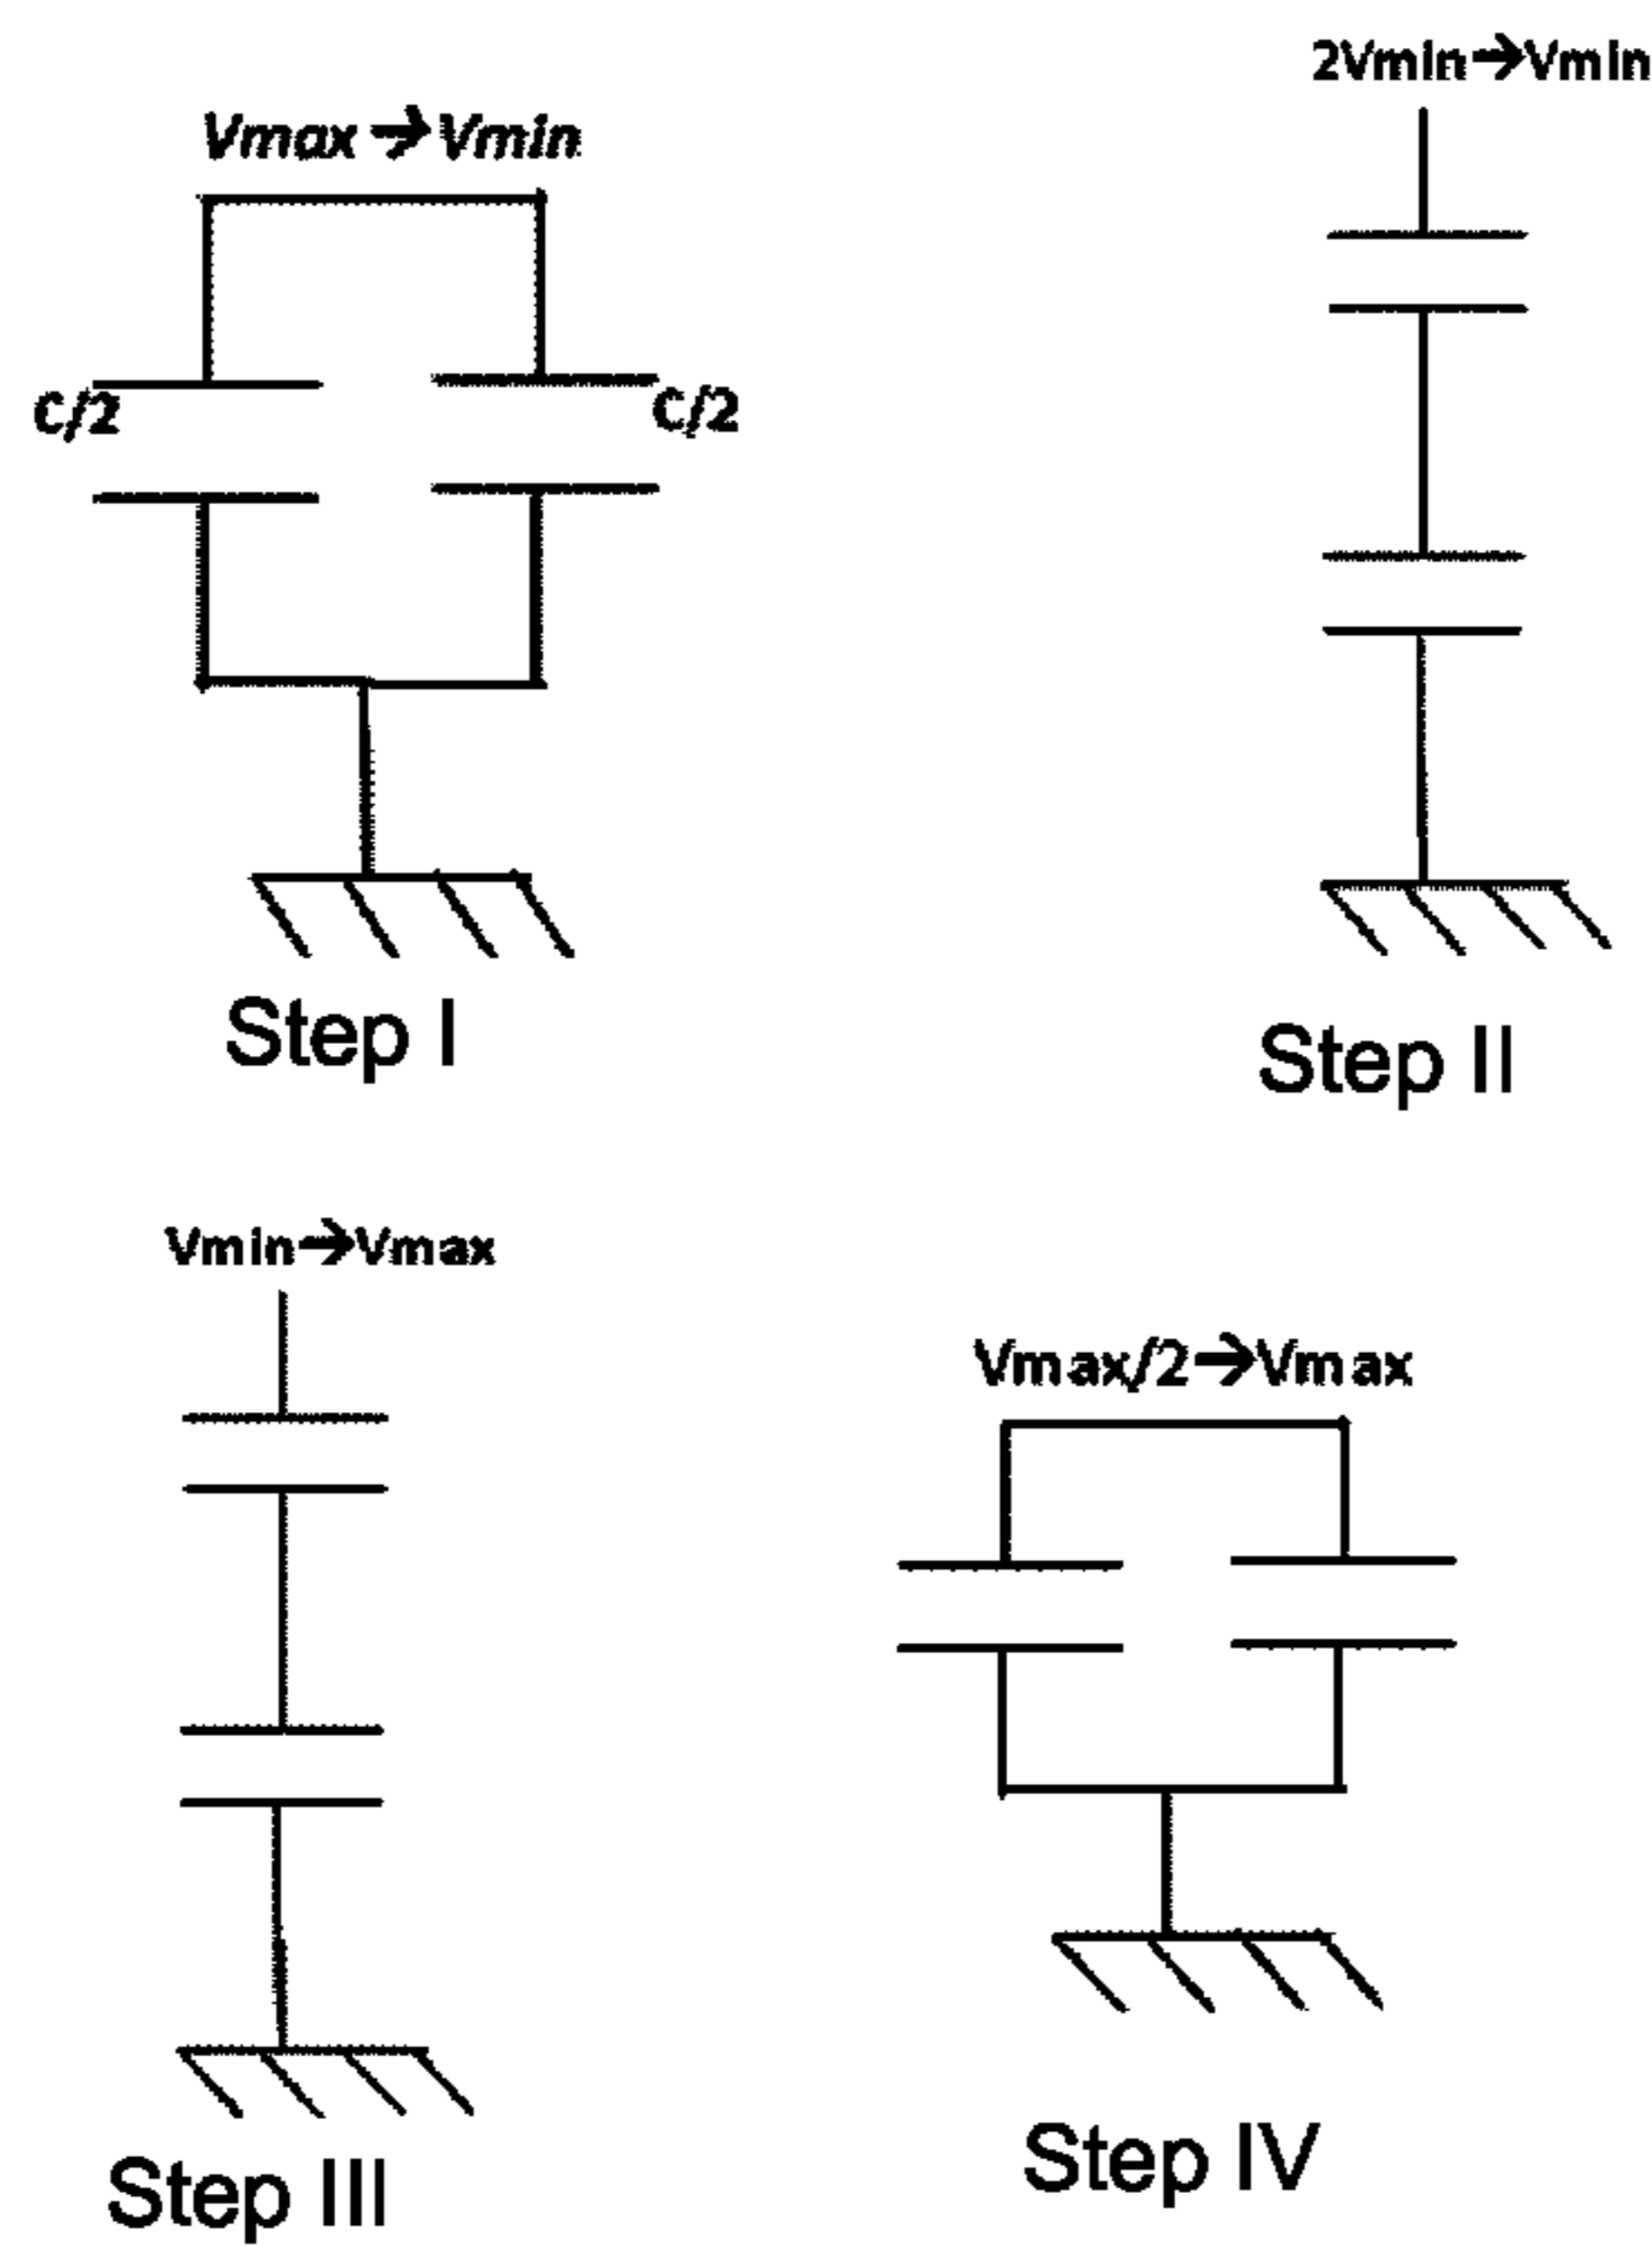 2Vmin→Vmin
Vmax→Vmin
C/2
C/2
Step I
Step II
Vmin→Vmax
Vmax/2→Vmax
Step III
Step IV